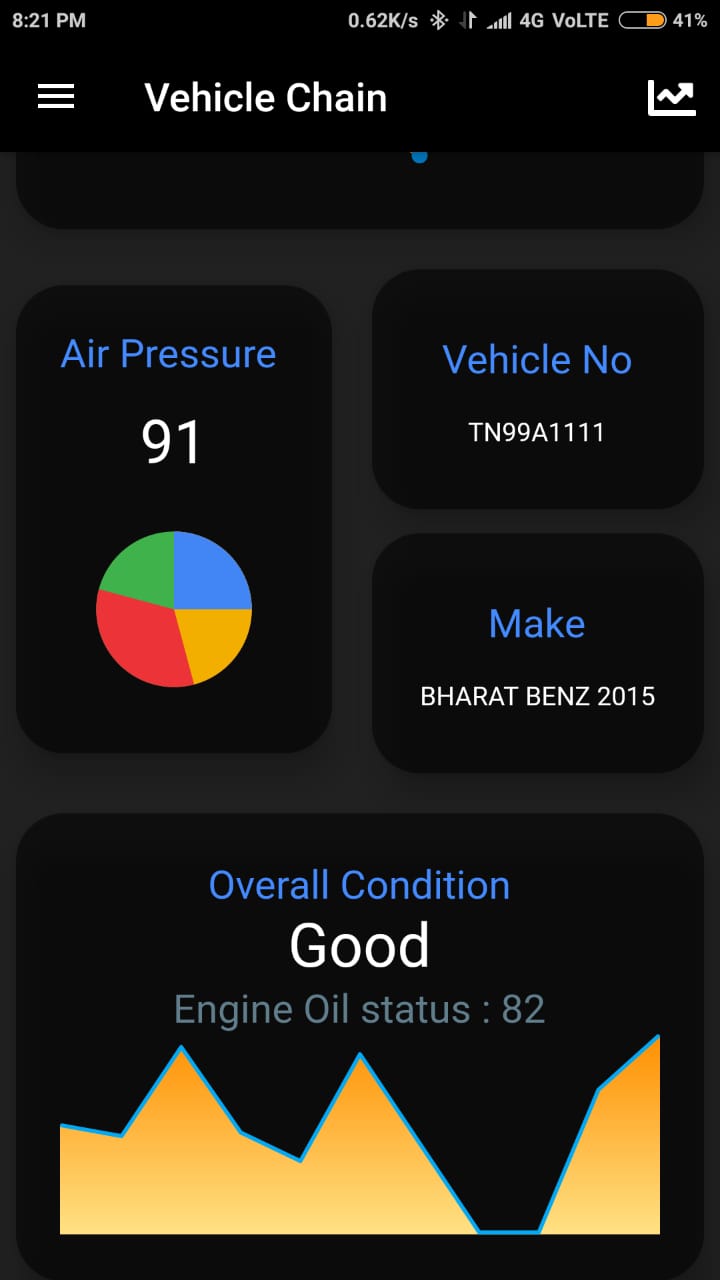 8:21 PM 0.62K/s 4G VoLTE 41%
Vehicle Chain
Air Pressure
91
Vehicle No
TN99A1111
Make
BHARAT BENZ 2015
Overall Condition
Good
Engine Oil status : 82